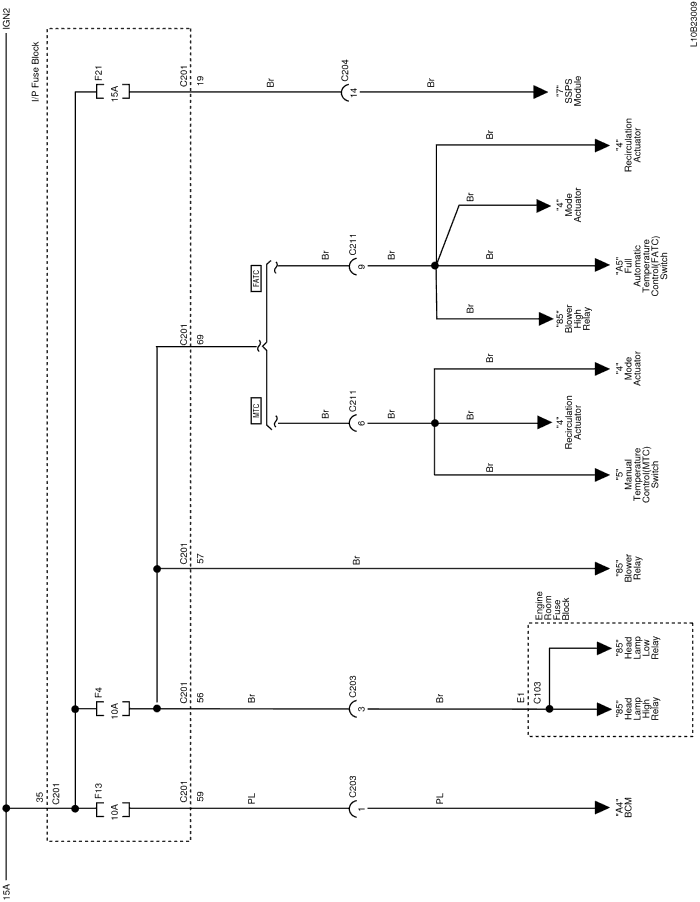 15A
IGN2
I/P Fuse Block
35
C201
F13
10A
C201
59
PL
C203
1
PL
"A4"
BCM
F4
10A
C201
56
Br
C203
3
Br
E1
C103
Engine
Room
Fuse
Block
"85"
Head
Lamp
High
Relay
"85"
Head
Lamp
Low
Relay
C201
57
Br
"85"
Blower
Relay
C201
69
MTC
Br
C211
6
Br
Br
"5"
Manual
Temperature
Control(MTC)
Switch
Br
"4"
Recirculation
Actuator
Br
"4"
Mode
Actuator
FATC
Br
C211
9
Br
Br
"85"
Blower
High
Relay
Br
"A5"
Full
Automatic
Temperature
Control(FATC)
Switch
Br
"4"
Mode
Actuator
Br
"4"
Recirculation
Actuator
F21
15A
C201
19
Br
C204
14
Br
"7"
SSPS
Module
L10B23009